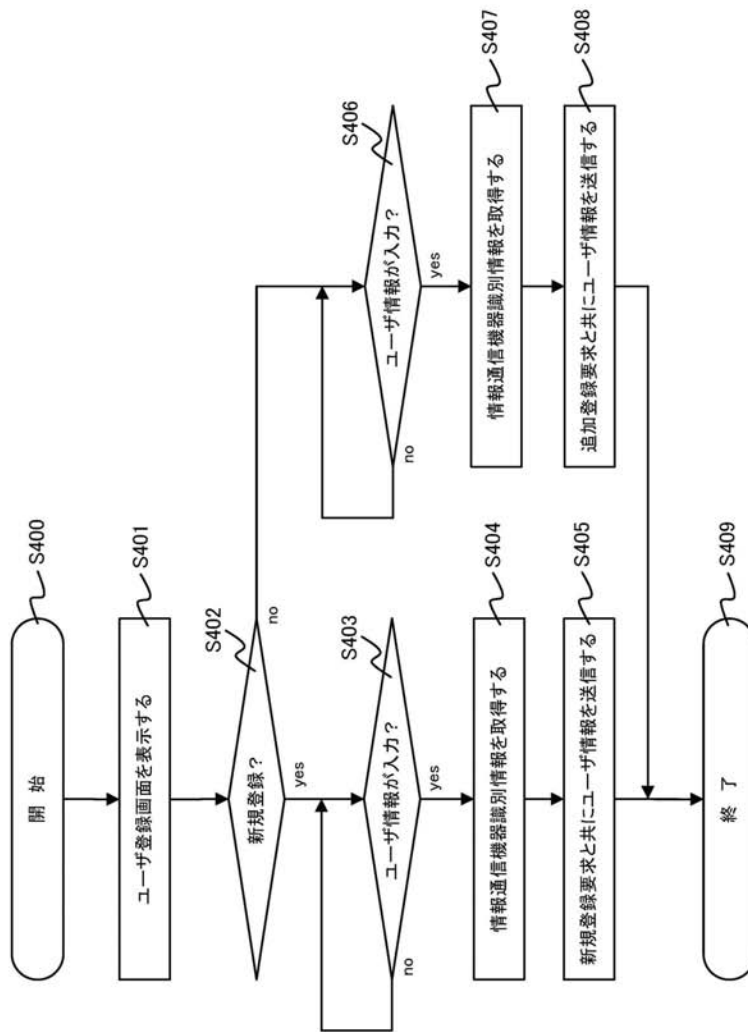 開始
S400
ユーザ登録画面を表示する
S401
新規登録?
S402
no
yes
ユーザ情報が入力?
S403
no
yes
情報通信機器識別情報を取得する
S404
新規登録要求と共にユーザ情報を送信する
S405
ユーザ情報が入力?
S406
no
yes
情報通信機器識別情報を取得する
S407
追加登録要求と共にユーザ情報を送信する
S408
終了
S409